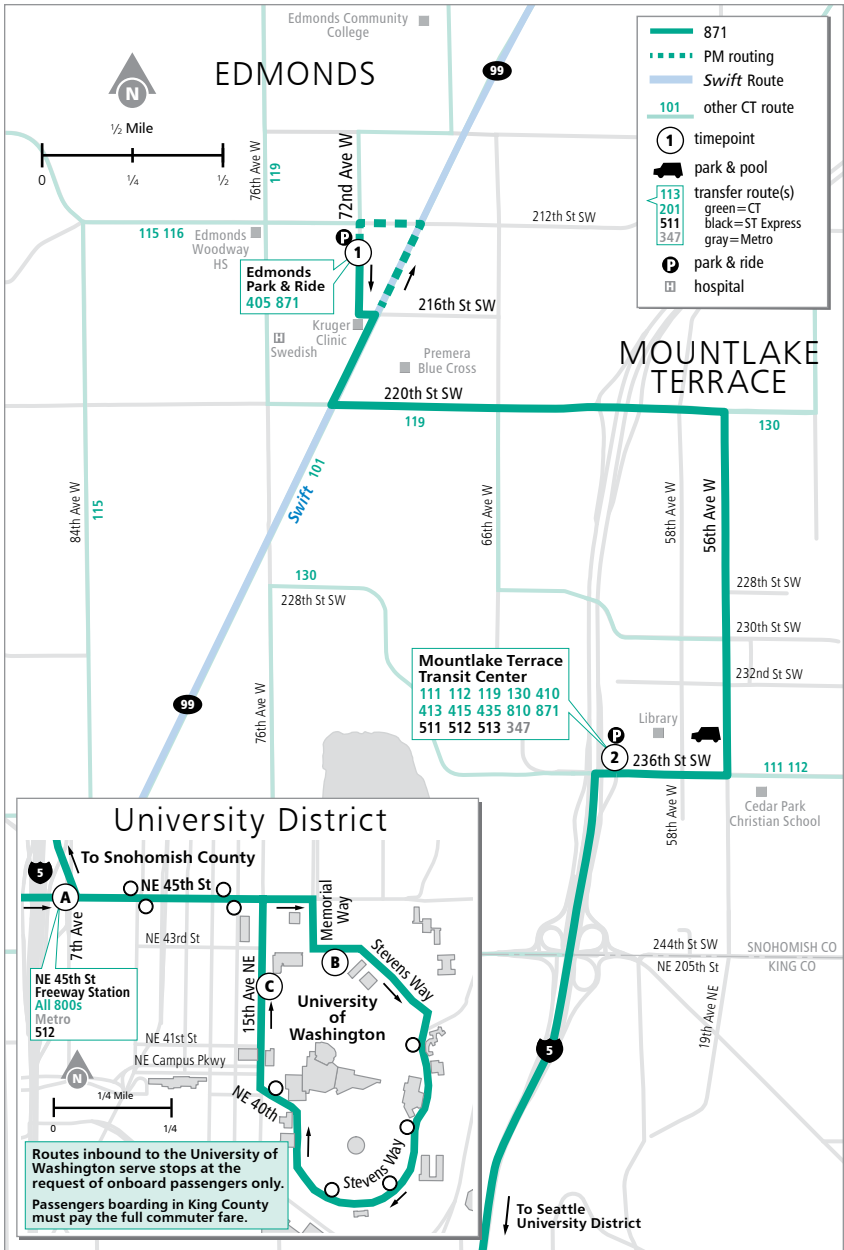 Edmonds Community
College
EDMONDS
99
871
PM routing
Swift Route
101 other CT route
1 timepoint
park & pool
113 transfer route(s)
201 green=CT
511 black=ST Express
347 gray=Metro
P park & ride
H hospital
N
½ Mile
0 ¼ ½
76th Ave W
119
72nd Ave W
212th St SW
115 116
Edmonds
Woodway
HS
P
1
Edmonds
Park & Ride
405 871
216th St SW
Kruger
Clinic
H
Swedish
Premera
Blue Cross
MOUNTLAKE
TERRACE
220th St SW
119
130
Swift 101
84th Ave W
115
66th Ave W
58th Ave W
56th Ave W
130
228th St SW
228th St SW
230th St SW
232nd St SW
76th Ave W
99
Mountlake Terrace
Transit Center
111 112 119 130 410
413 415 435 810 871
511 512 513 347
P
2
Library
236th St SW
111 112
58th Ave W
Cedar Park
Christian School
244th St SW
SNOHOMISH CO
NE 205th St
KING CO
19th Ave NE
5
To Seattle
University District
University District
To Snohomish County
5
A
NE 45th St
7th Ave
Memorial
Way
NE 43rd St
B
Stevens Way
NE 45th St
Freeway Station
All 800s
Metro
512
15th Ave NE
C
University
of
Washington
NE 41st St
NE Campus Pkwy
N
1/4 Mile
0 1/4
NE 40th
Stevens Way
Routes inbound to the University of
Washington serve stops at the
request of onboard passengers only.
Passengers boarding in King County
must pay the full commuter fare.